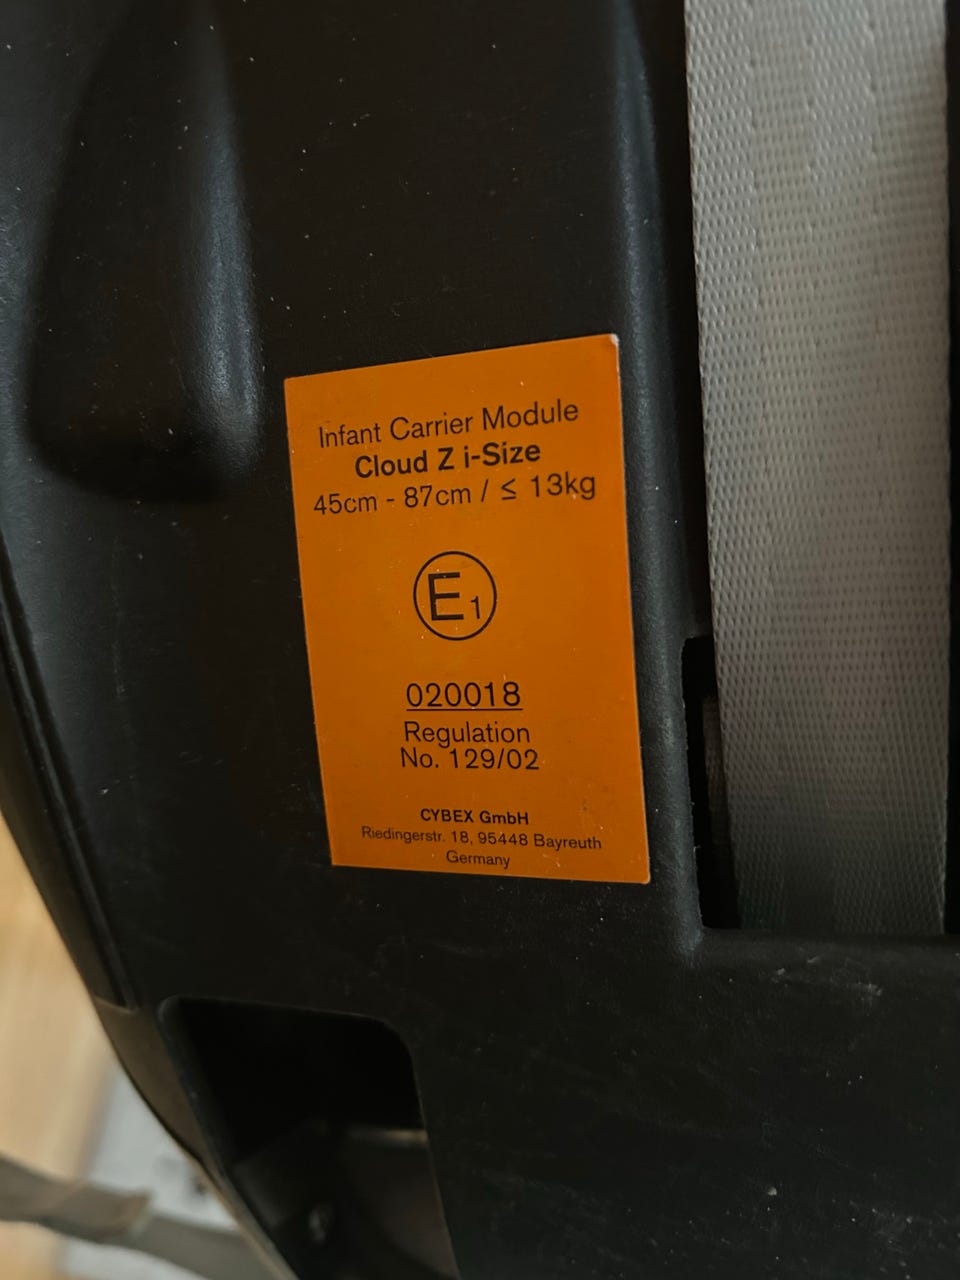 Infant Carrier Module
Cloud Z i-Size
45cm - 87cm / ≤ 13kg
E1
020018
Regulation
No. 129/02
CYBEX GmbH
Riedingerstr. 18, 95448 Bayreuth
Germany